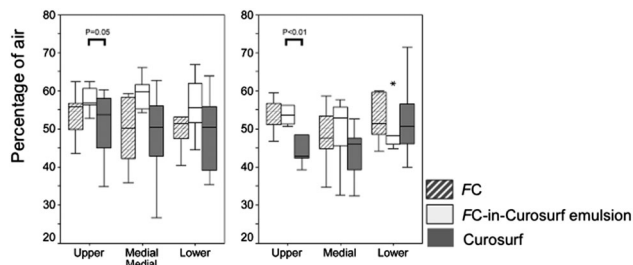 Percentage of air
P=0.05
80
70
60
50
40
30
20
Upper
Medial
Medial
Lower
P<0.01
*
80
70
60
50
40
30
20
Upper
Medial
Lower
FC
FC-in-Curosurf emulsion
Curosurf